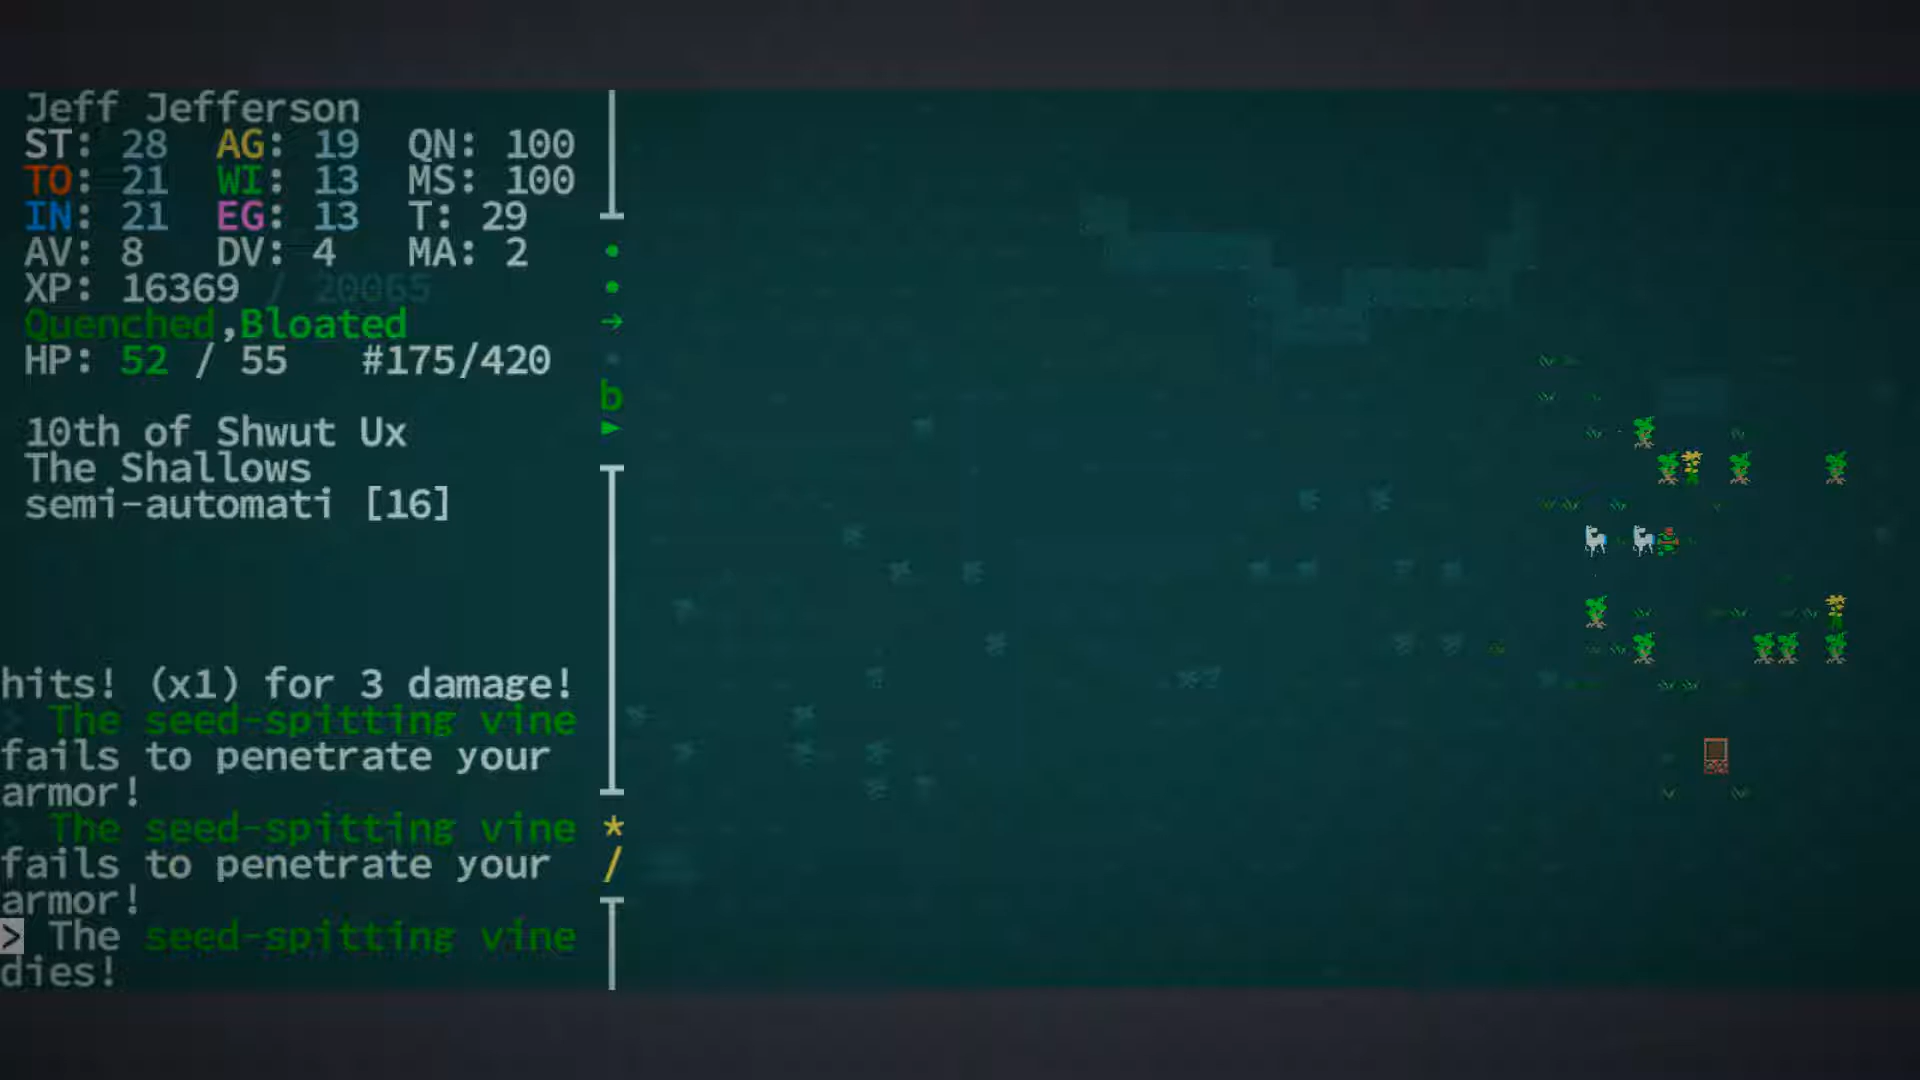 Jeff Jefferson
ST: 28 AG: 19 QN: 100
TO: 21 WI: 13 MS: 100
IN: 21 EG: 13 T: 29
AV: 8 DV: 4 MA: 2
XP: 16369 / 20065
Quenched,Bloated
HP: 52 / 55 #175/420
b
10th of Shwut Ux
The Shallows
semi-automati [16]
hits! (x1) for 3 damage!
> The seed-spitting vine
fails to penetrate your
armor!
> The seed-spitting vine
fails to penetrate your
armor!
> The seed-spitting vine
dies!
*
/